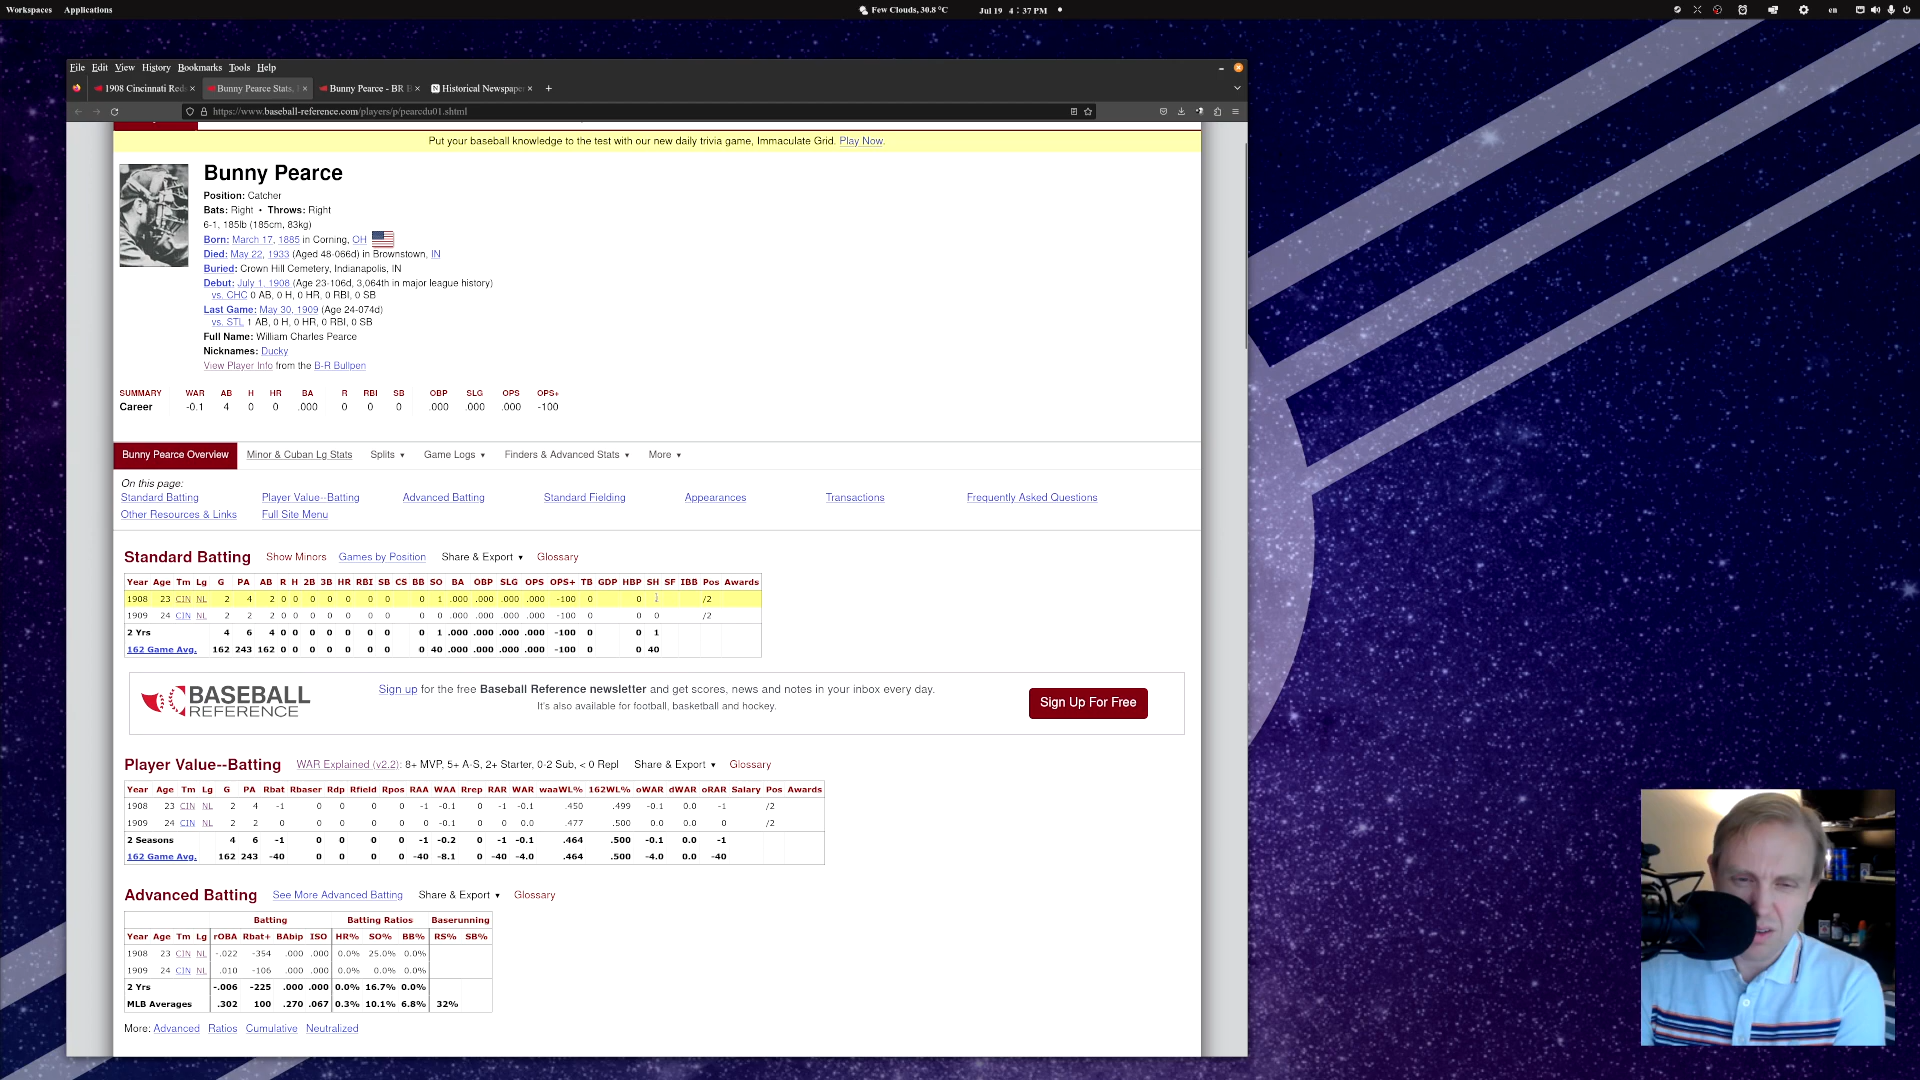 Workspaces Applications Few Clouds, 30.8 °C Jul 19 4:37 PM en
File Edit View History Bookmarks Tools Help
1908 Cincinnati Red Bunny Pearce Stats, Bunny Pearce - BR Historical Newspaper
https://www.baseball-reference.com/players/p/pearcdu01.shtml
Put your baseball knowledge to the test with our new daily trivia game, Immaculate Grid. Play Now.
Bunny Pearce
Position: Catcher
Bats: Right • Throws: Right
6-1, 185lb (185cm, 83kg)
Born: March 17, 1885 in Corning, OH
Died: May 22, 1933 (Aged 48-066d) in Brownstown, IN
Buried: Crown Hill Cemetery, Indianapolis, IN
Debut: July 1, 1908 (Age 23-106d, 3,064th in major league history)
vs. CHC 0 AB, 0 H, 0 HR, 0 RBI, 0 SB
Last Game: May 30, 1909 (Age 24-074d)
vs. STL 1 AB, 0 H, 0 HR, 0 RBI, 0 SB
Full Name: William Charles Pearce
Nicknames: Ducky
View Player Info from the B-R Bullpen
SUMMARY WAR AB H HR BA R RBI SB OBP SLG OPS OPS+
Career -0.1 4 0 0 .000 0 0 0 .000 .000 .000 -100
Bunny Pearce Overview Minor & Cuban Lg Stats Splits ▼ Game Logs ▼ Finders & Advanced Stats ▼ More ▼
On this page:
Standard Batting Player Value--Batting Advanced Batting Standard Fielding Appearances Transactions Frequently Asked Questions
Other Resources & Links Full Site Menu
Standard Batting Show Minors Games by Position Share & Export ▼ Glossary
Year Age Tm Lg G PA AB R H 2B 3B HR RBI SB CS BB SO BA OBP SLG OPS OPS+ TB GDP HBP SH SF IBB Pos Awards
1908 23 CIN NL 2 4 2 0 0 0 0 0 0 0 0 1 .000 .000 .000 .000 -100 0 0 /2
1909 24 CIN NL 2 2 2 0 0 0 0 0 0 0 0 0 .000 .000 .000 .000 -100 0 0 0 /2
2 Yrs 4 6 4 0 0 0 0 0 0 0 0 1 .000 .000 .000 .000 -100 0 0 1
162 Game Avg. 162 243 162 0 0 0 0 0 0 0 0 40 .000 .000 .000 .000 -100 0 0 40
BASEBALL REFERENCE
Sign up for the free Baseball Reference newsletter and get scores, news and notes in your inbox every day.
It's also available for football, basketball and hockey.
Sign Up For Free
Player Value--Batting WAR Explained (v2.2): 8+ MVP, 5+ A-S, 2+ Starter, 0-2 Sub, < 0 Repl Share & Export ▼ Glossary
Year Age Tm Lg G PA Rbat Rbaser Rdp Rfield Rpos RAA WAA Rrep RAR WAR waaWL% 162WL% oWAR dWAR oRAR Salary Pos Awards
1908 23 CIN NL 2 4 -1 0 0 0 0 -1 -0.1 0 -1 -0.1 .450 .499 -0.1 0.0 -1 /2
1909 24 CIN NL 2 2 0 0 0 0 0 0 -0.1 0 0 0.0 .477 .500 0.0 0.0 0 /2
2 Seasons 4 6 -1 0 0 0 0 -1 -0.2 0 -1 -0.1 .464 .500 -0.1 0.0 -1
162 Game Avg. 162 243 -40 0 0 0 0 -40 -8.1 0 -40 -4.0 .464 .500 -4.0 0.0 -40
Advanced Batting See More Advanced Batting Share & Export ▼ Glossary
Batting Batting Ratios Baserunning
Year Age Tm Lg rOBA Rbat+ BAbip ISO HR% SO% BB% RS% SB%
1908 23 CIN NL -.022 -354 .000 .000 0.0% 25.0% 0.0%
1909 24 CIN NL .010 -106 .000 .000 0.0% 0.0% 0.0%
2 Yrs -.006 -225 .000 .000 0.0% 16.7% 0.0%
MLB Averages .302 100 .270 .067 0.3% 10.1% 6.8% 32%
More: Advanced Ratios Cumulative Neutralized